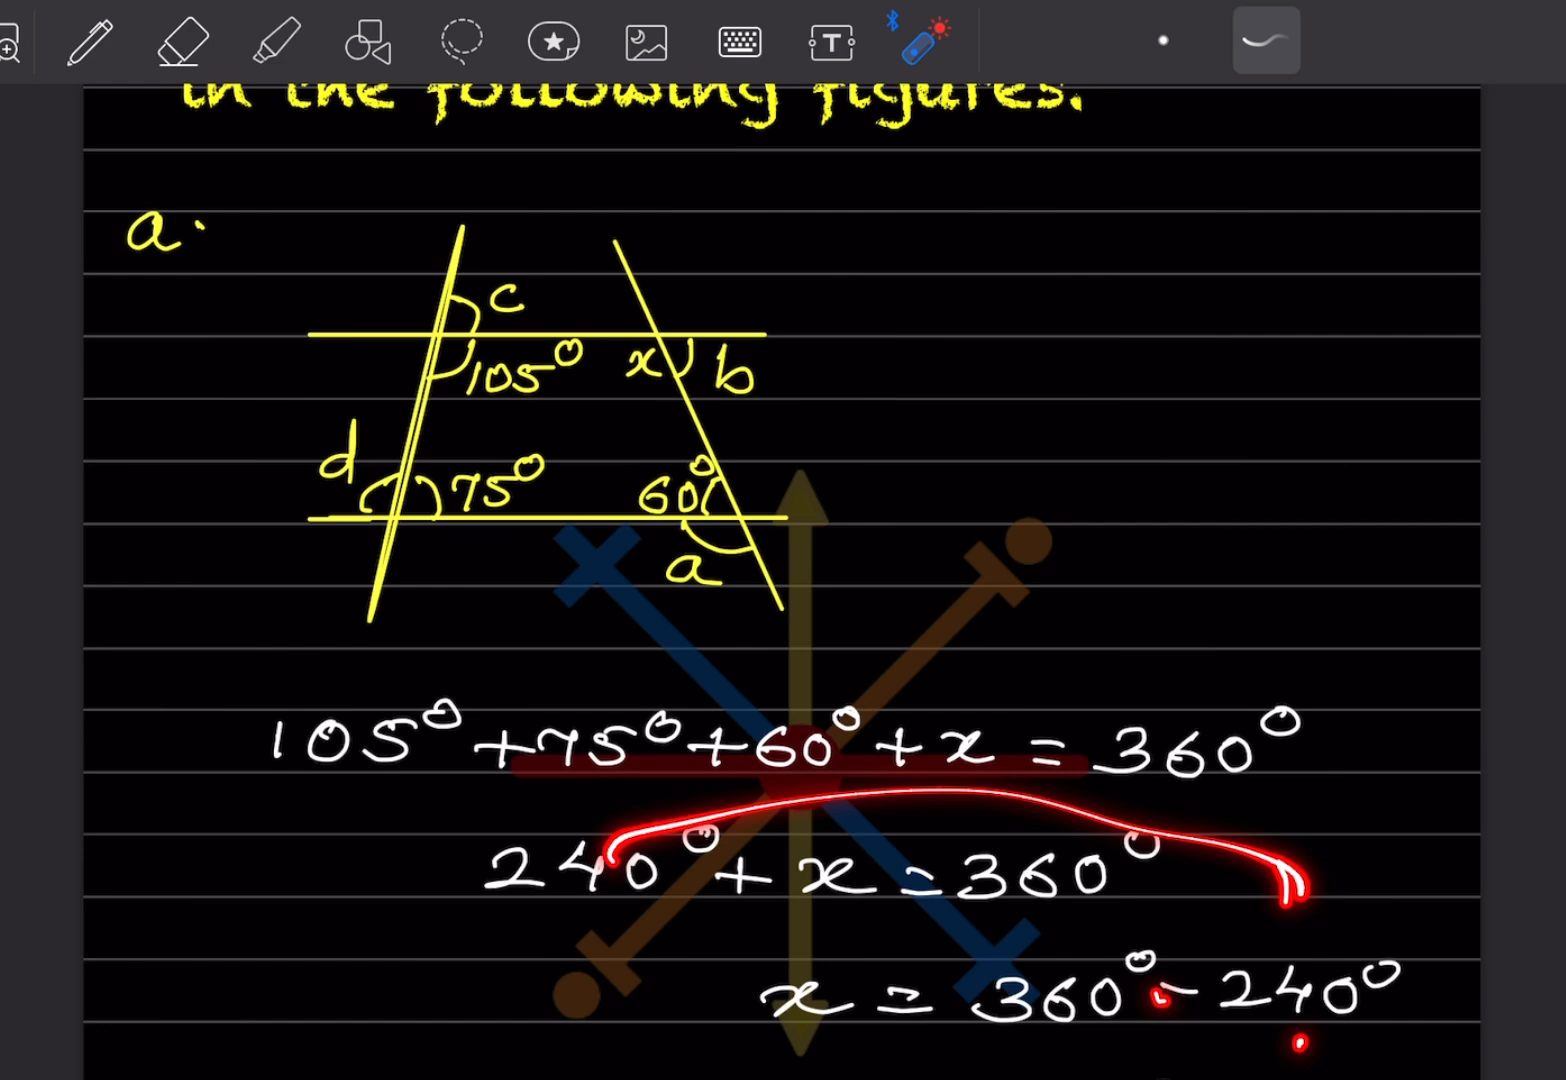 in the following figures.
a.
c
105° x b
d 75° 60°
a
105° + 75° + 60° + x = 360°
240° + x = 360°
x = 360° - 240°